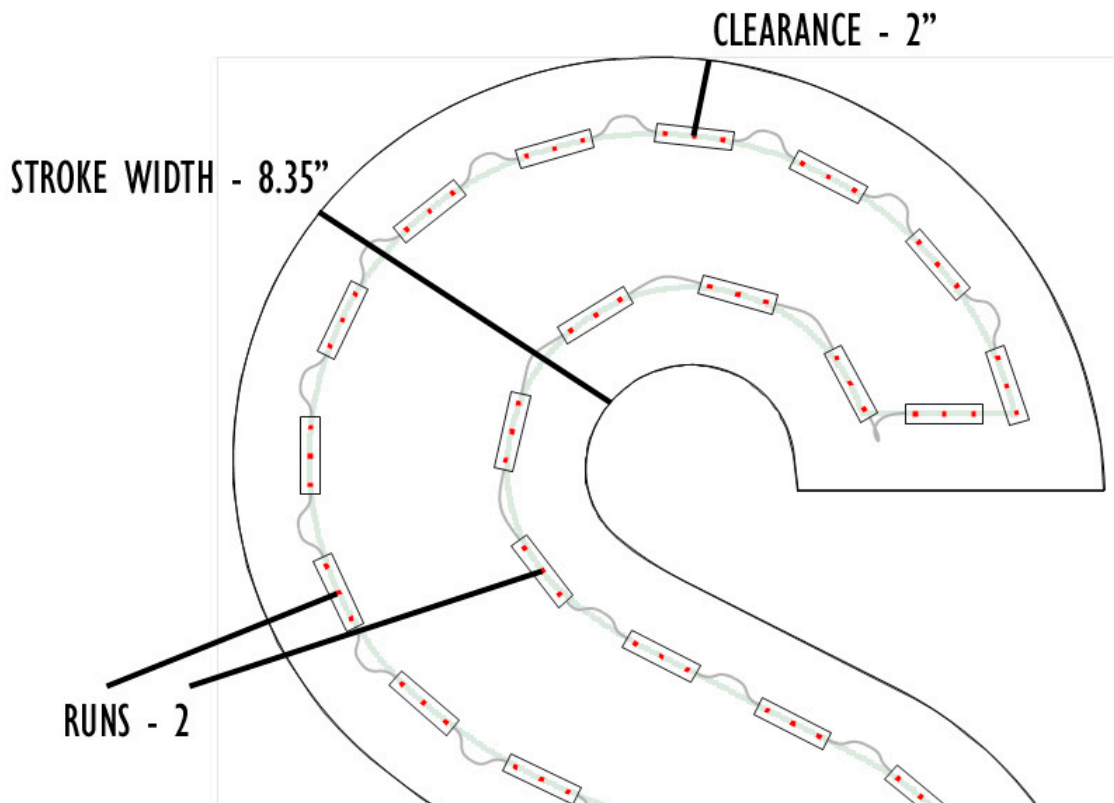 CLEARANCE - 2”
STROKE WIDTH - 8.35”
RUNS - 2